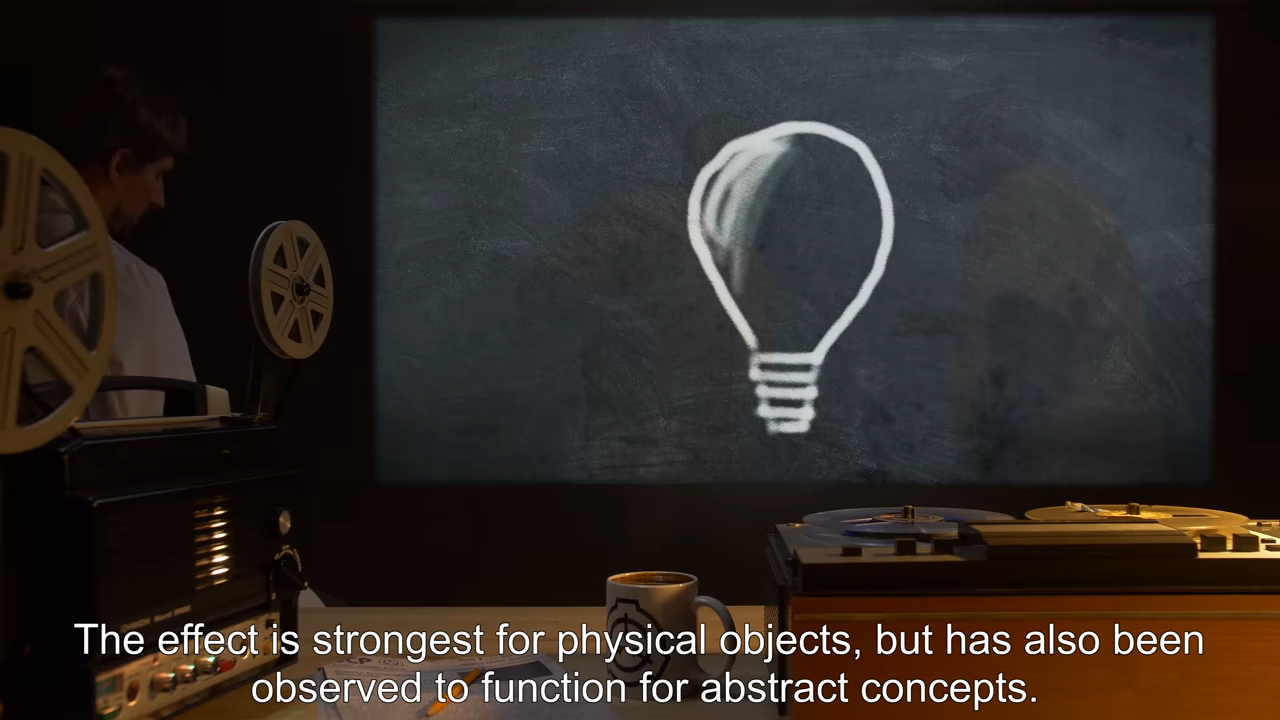 The effect is strongest for physical objects, but has also been
observed to function for abstract concepts.